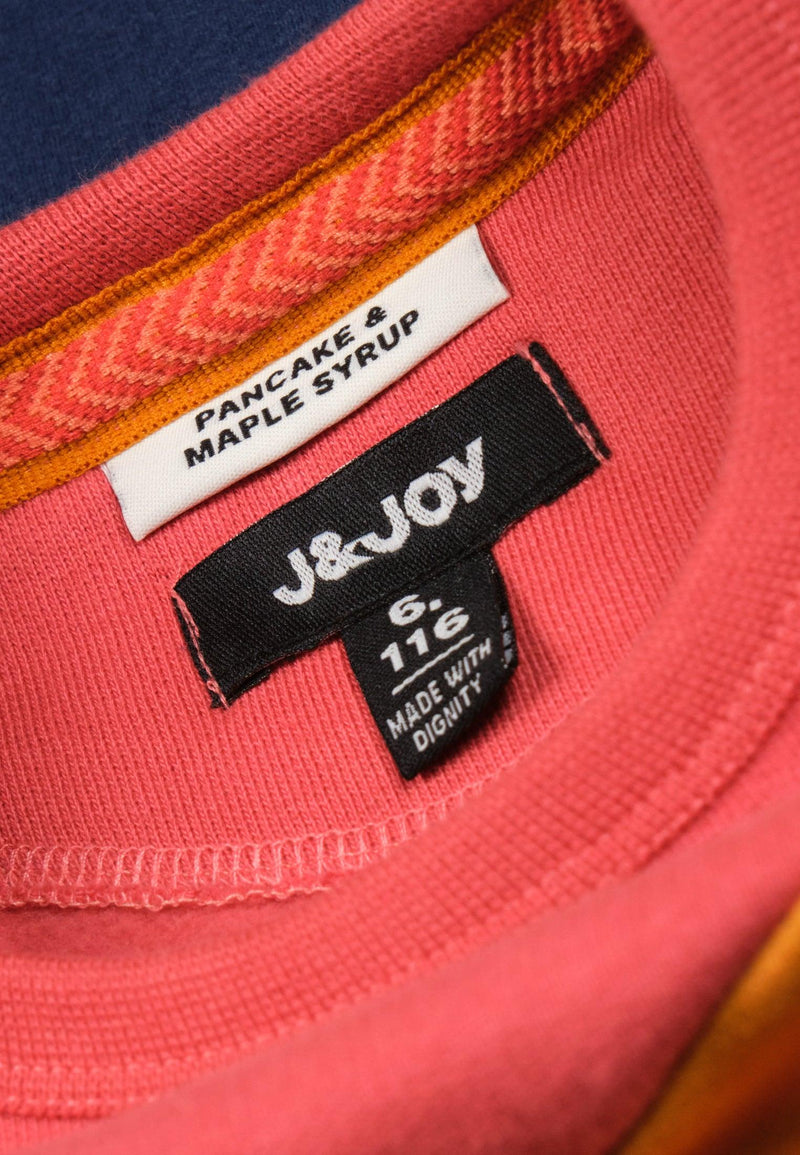 PANCAKE &
MAPLE SYRUP
J&JOY
6.
116
MADE WITH
DIGNITY